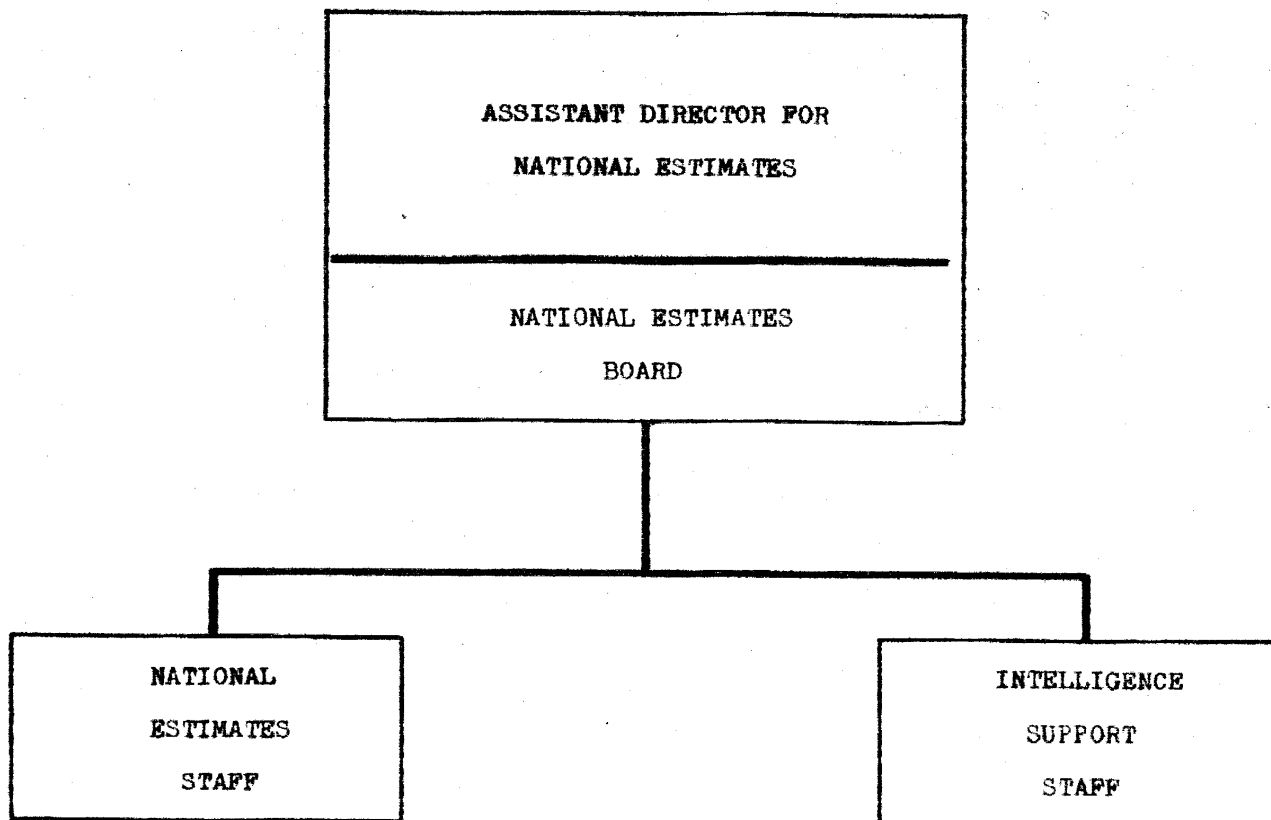 ASSISTANT DIRECTOR FOR
NATIONAL ESTIMATES
NATIONAL ESTIMATES
BOARD
NATIONAL
ESTIMATES
STAFF
INTELLIGENCE
SUPPORT
STAFF